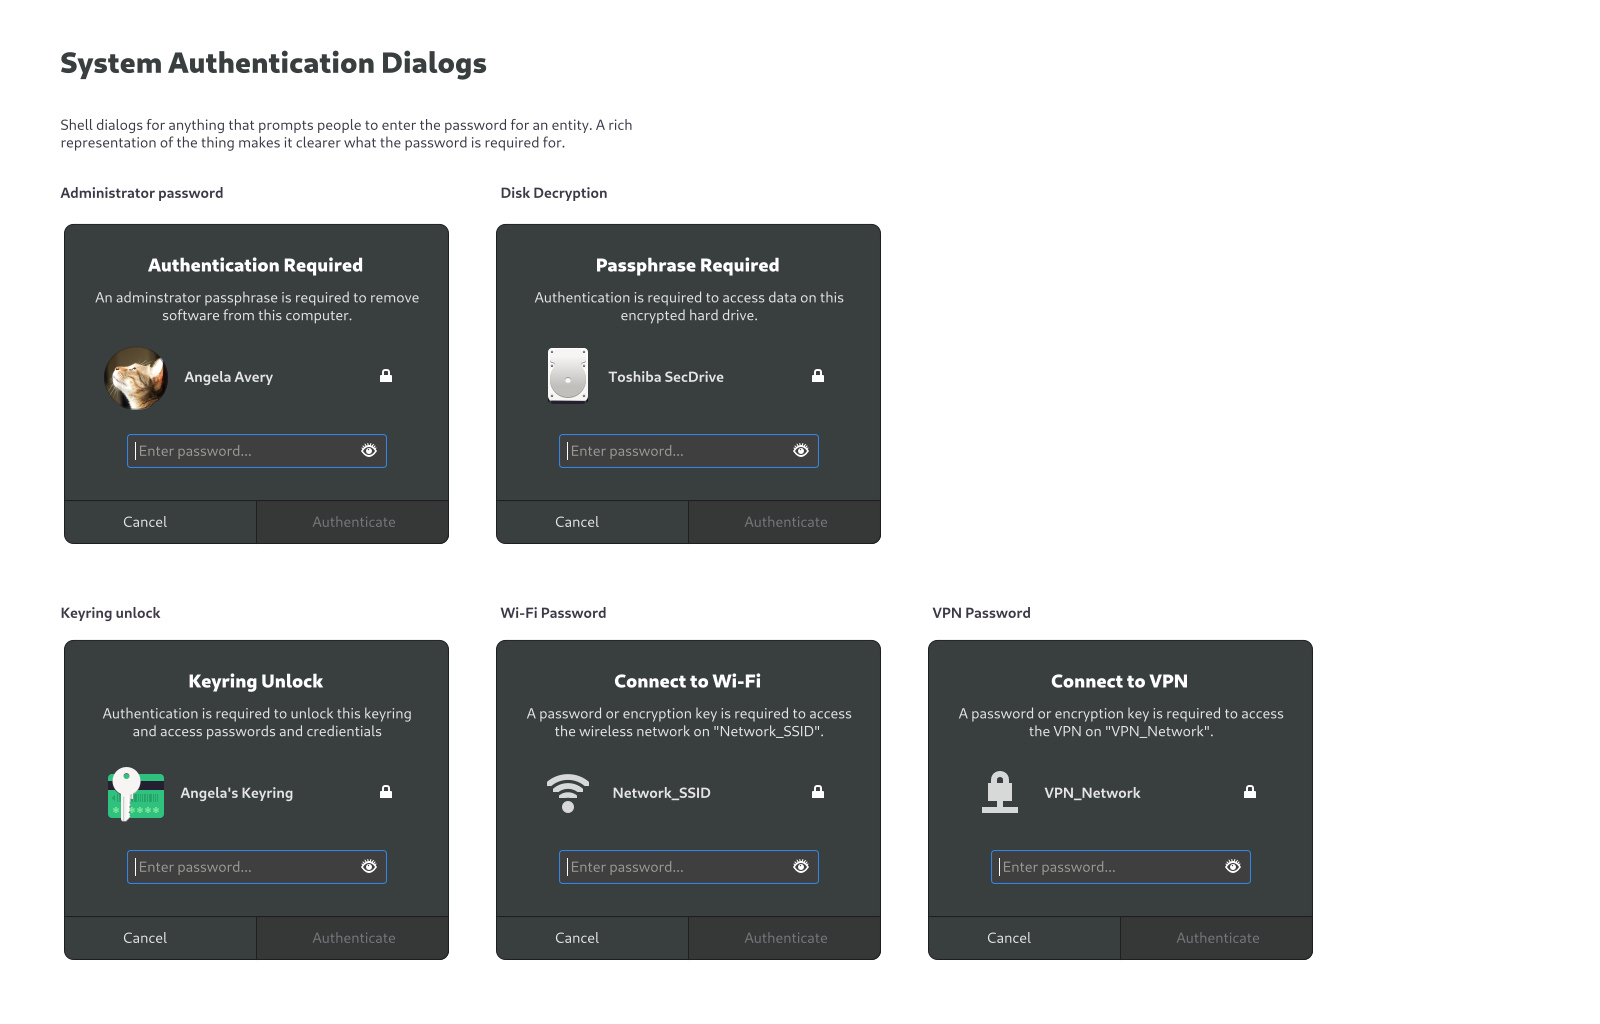 System Authentication Dialogs
Shell dialogs for anything that prompts people to enter the password for an entity. A rich
representation of the thing makes it clearer what the password is required for.
Administrator password
Authentication Required
An adminstrator passphrase is required to remove
software from this computer.
Angela Avery
Enter password...
Cancel
Authenticate
Disk Decryption
Passphrase Required
Authentication is required to access data on this
encrypted hard drive.
Toshiba SecDrive
Enter password...
Cancel
Authenticate
Keyring unlock
Keyring Unlock
Authentication is required to unlock this keyring
and access passwords and credientials
Angela's Keyring
Enter password...
Cancel
Authenticate
Wi-Fi Password
Connect to Wi-Fi
A password or encryption key is required to access
the wireless network on "Network_SSID".
Network_SSID
Enter password...
Cancel
Authenticate
VPN Password
Connect to VPN
A password or encryption key is required to access
the VPN on "VPN_Network".
VPN_Network
Enter password...
Cancel
Authenticate